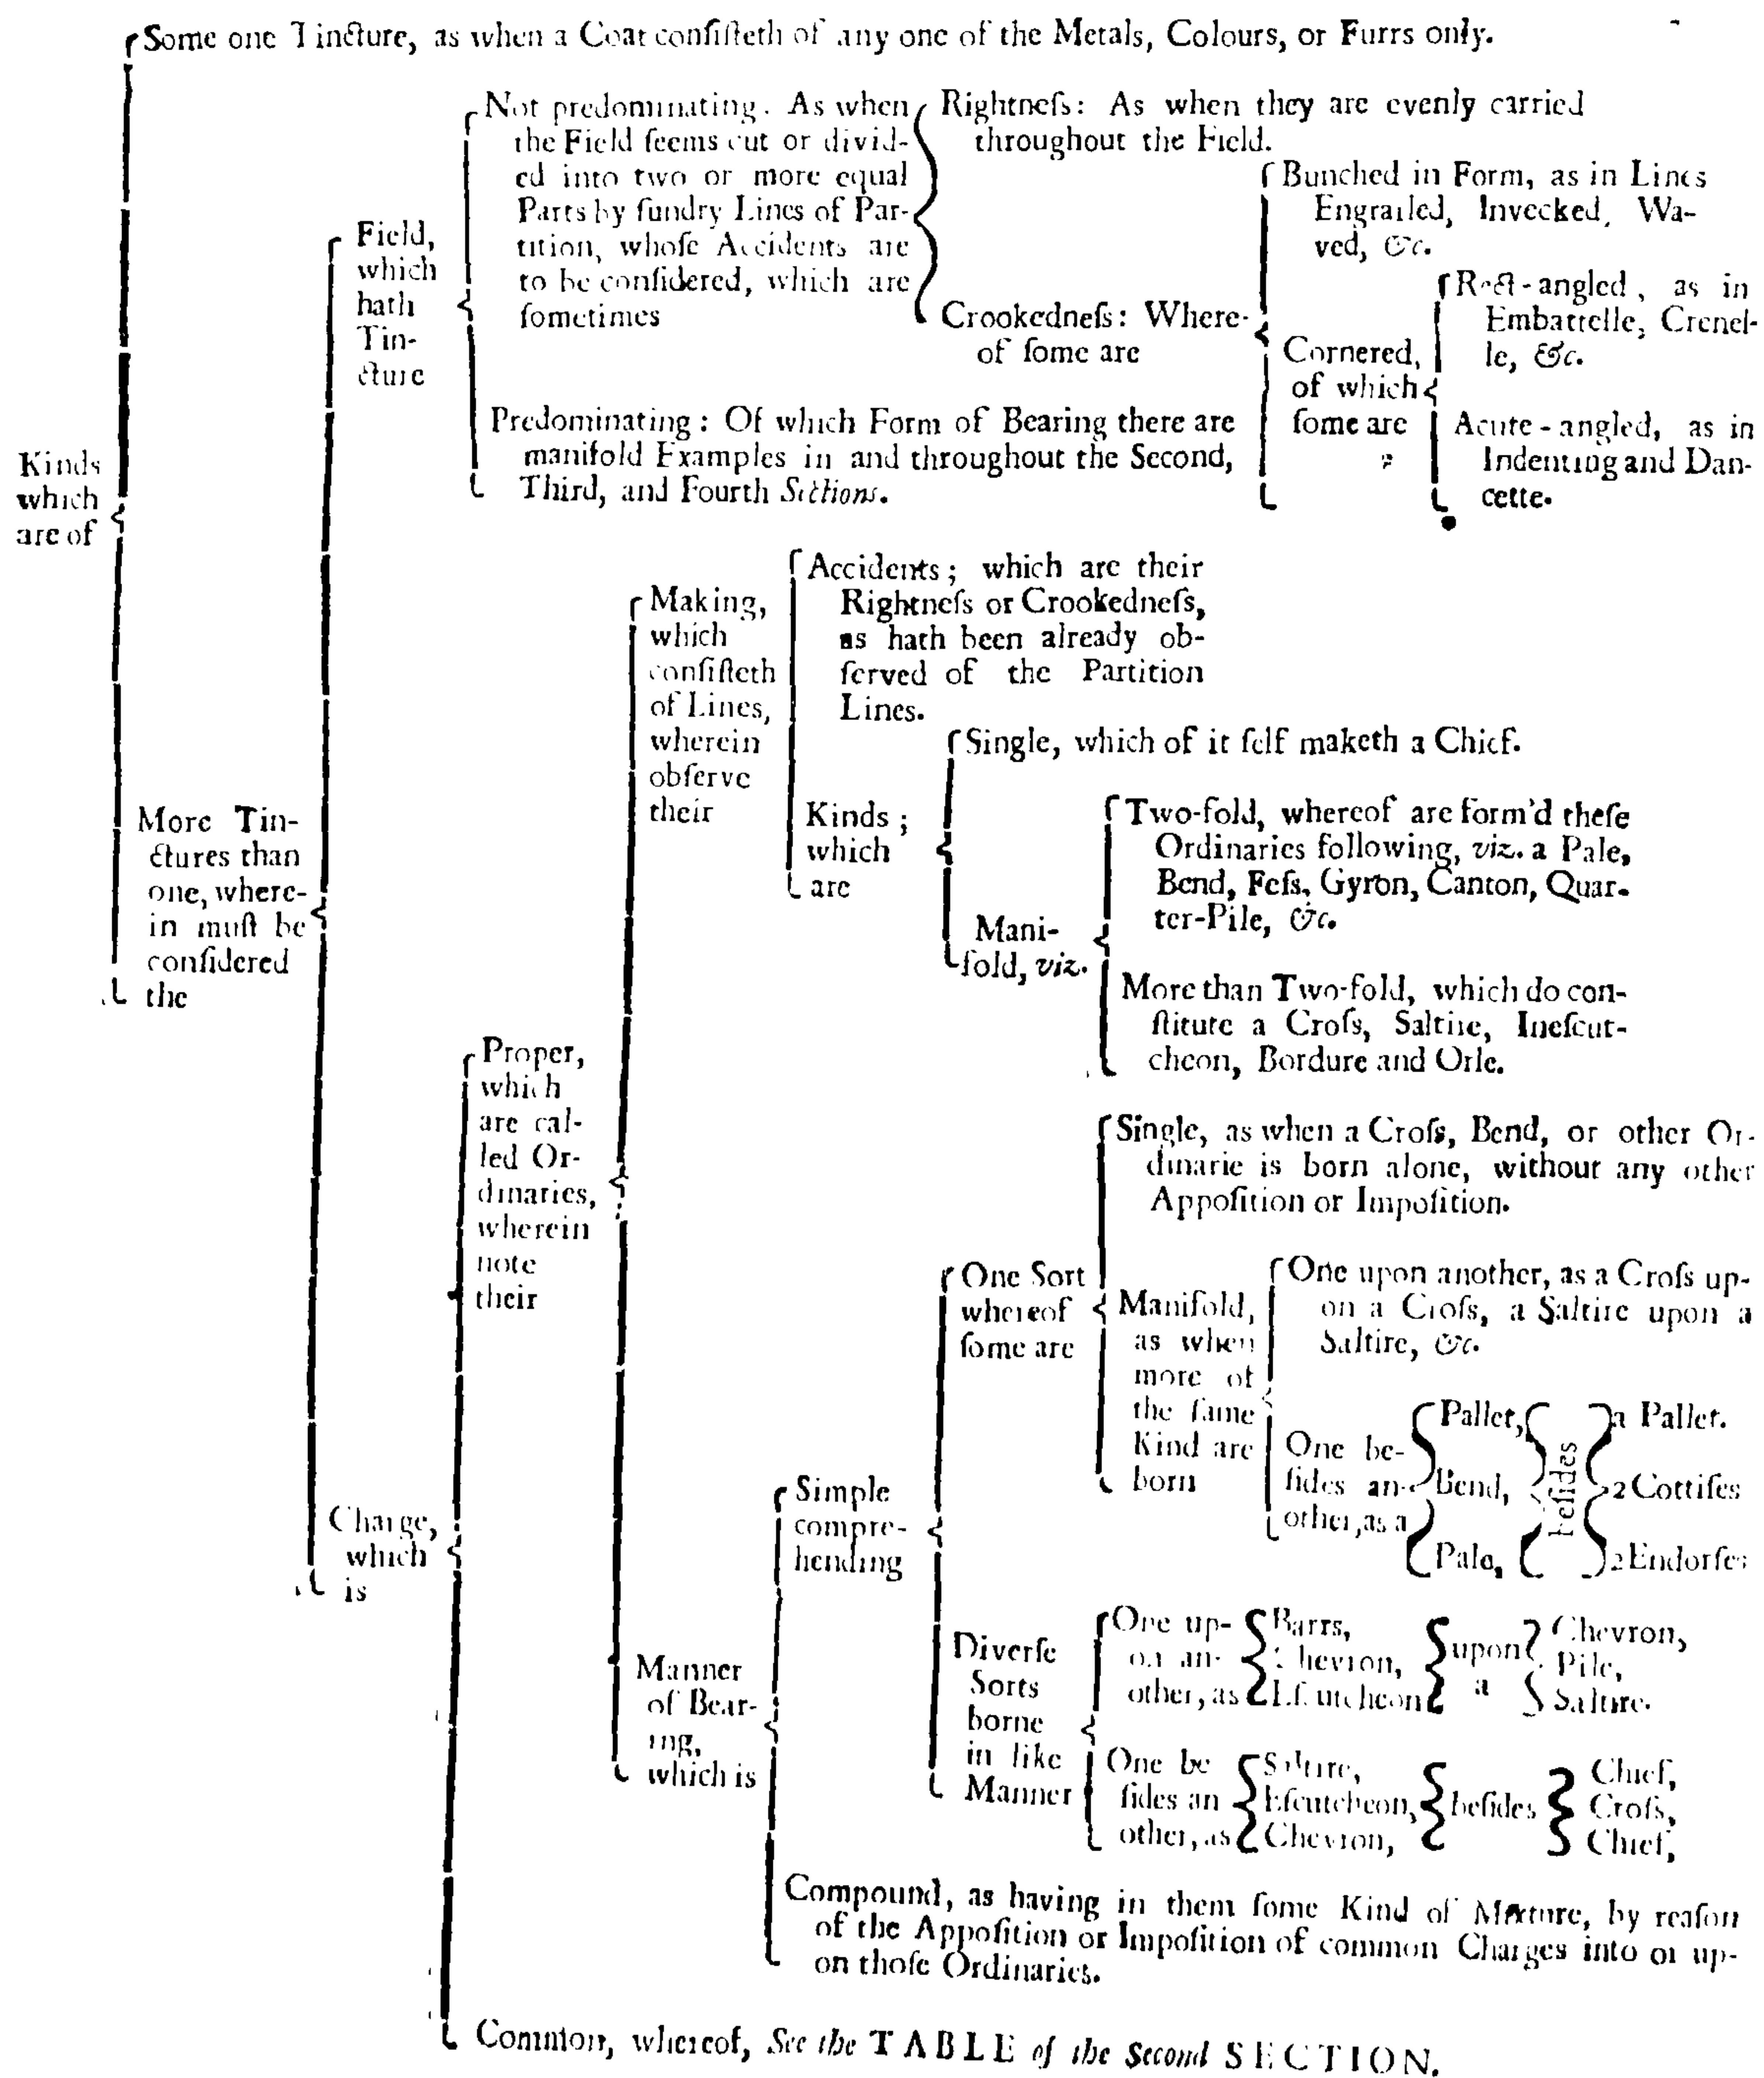 Some one Tincture, as when a Coat consiſteth of any one of the Metals, Colours, or Furrs only.
Kinds
which
are of
More Tin-
ctures than
one, where-
in muſt be
conſidered
the
Field,
which
hath
Tin-
cture
Not predominating. As when
the Field ſeems cut or divid-
ed into two or more equal
Parts by ſundry Lines of Par-
tition, whoſe Accidents are
to be conſidered, which are
ſometimes
Rightneſs: As when they are evenly carried
throughout the Field.
Crookedneſs: Where-
of ſome are
Bunched in Form, as in Lines
Engrailed, Invecked, Wa-
ved, &c.
Cornered,
of which
ſome are
Rect-angled, as in
Embattelle, Crenel-
le, &c.
Acute-angled, as in
Indenting and Dan-
cette.
Predominating: Of which Form of Bearing there are
manifold Examples in and throughout the Second,
Third, and Fourth Sections.
Charge,
which
is
Proper,
which
are cal-
led Or-
dinaries,
wherein
note
their
Making,
which
conſiſteth
of Lines,
wherein
obſerve
their
Accidents; which are their
Rightneſs or Crookedneſs,
as hath been already ob-
ſerved of the Partition
Lines.
Kinds;
which
are
Single, which of it ſelf maketh a Chief.
Mani-
fold, viz.
Two-fold, whereof are form'd theſe
Ordinaries following, viz. a Pale,
Bend, Feſs, Gyron, Canton, Quar-
ter-Pile, &c.
More than Two-fold, which do con-
ſtitute a Croſs, Saltire, Ineſcut-
cheon, Bordure and Orle.
Manner
of Bear-
ing,
which is
Simple
compre-
hending
One Sort
whereof
ſome are
Single, as when a Croſs, Bend, or other Or-
dinarie is born alone, without any other
Appoſition or Impoſition.
Manifold,
as when
more of
the ſame
Kind are
born
One upon another, as a Croſs up-
on a Croſs, a Saltire upon a
Saltire, &c.
One be-
ſides an-
other, as a
Pallet,
Bend,
Pale,
beſides
a Pallet.
2 Cottiſes
2 Endorſes
Diverſe
Sorts
borne
in like
Manner
One up-
on an-
other, as
Barrs,
Chevron,
Eſcutcheon
upon
a
Chevron,
Pile,
Saltire.
One be
ſides an
other, as
Saltire,
Eſcutcheon,
Chevron,
beſides
Chief,
Croſs,
Chief,
Compound, as having in them ſome Kind of Mixture, by reaſon
of the Appoſition or Impoſition of common Charges into or up-
on thoſe Ordinaries.
Common, whereof, See the TABLE of the Second SECTION.